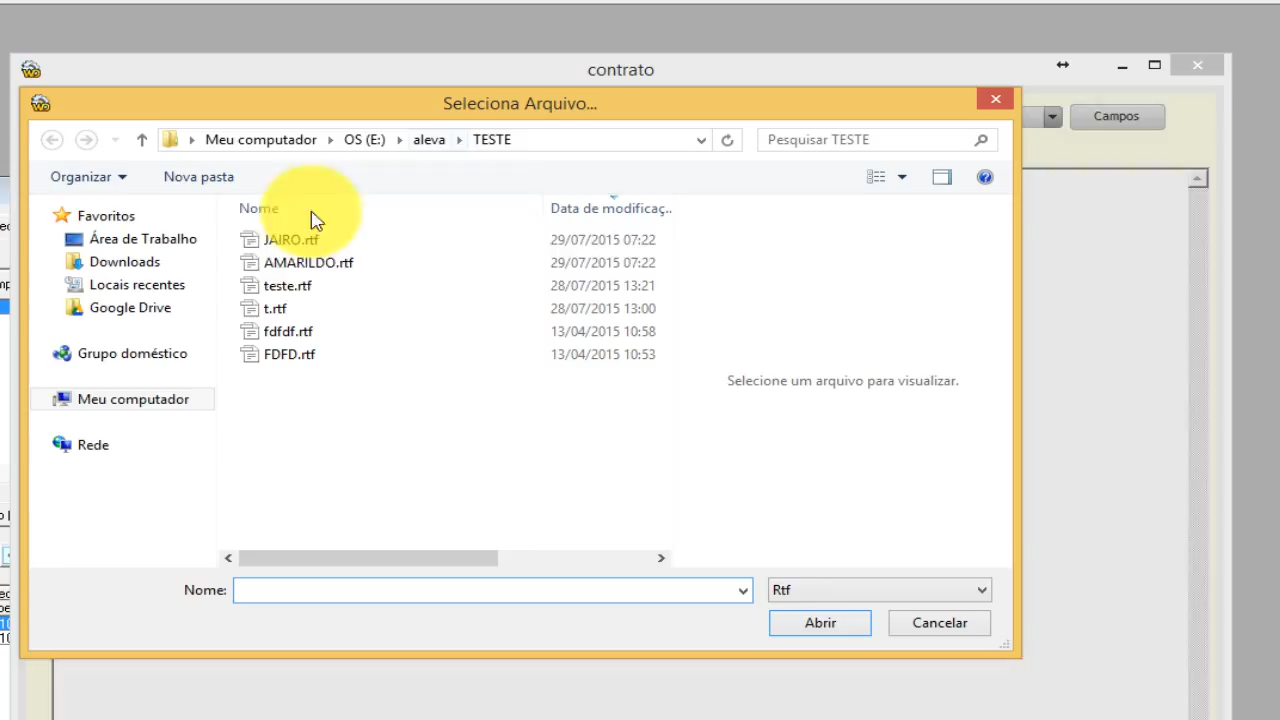 contrato
Seleciona Arquivo...
Campos
Meu computador OS (E:) aleva TESTE
Pesquisar TESTE
Organizar Nova pasta
Nome Data de modificaç..
Favoritos
Área de Trabalho
Downloads
Locais recentes
Google Drive
Grupo doméstico
Meu computador
Rede
JAIRO.rtf 29/07/2015 07:22
AMARILDO.rtf 29/07/2015 07:22
teste.rtf 28/07/2015 13:21
t.rtf 28/07/2015 13:00
fdfdf.rtf 13/04/2015 10:58
FDFD.rtf 13/04/2015 10:53
Selecione um arquivo para visualizar.
Nome: Rtf
Abrir Cancelar